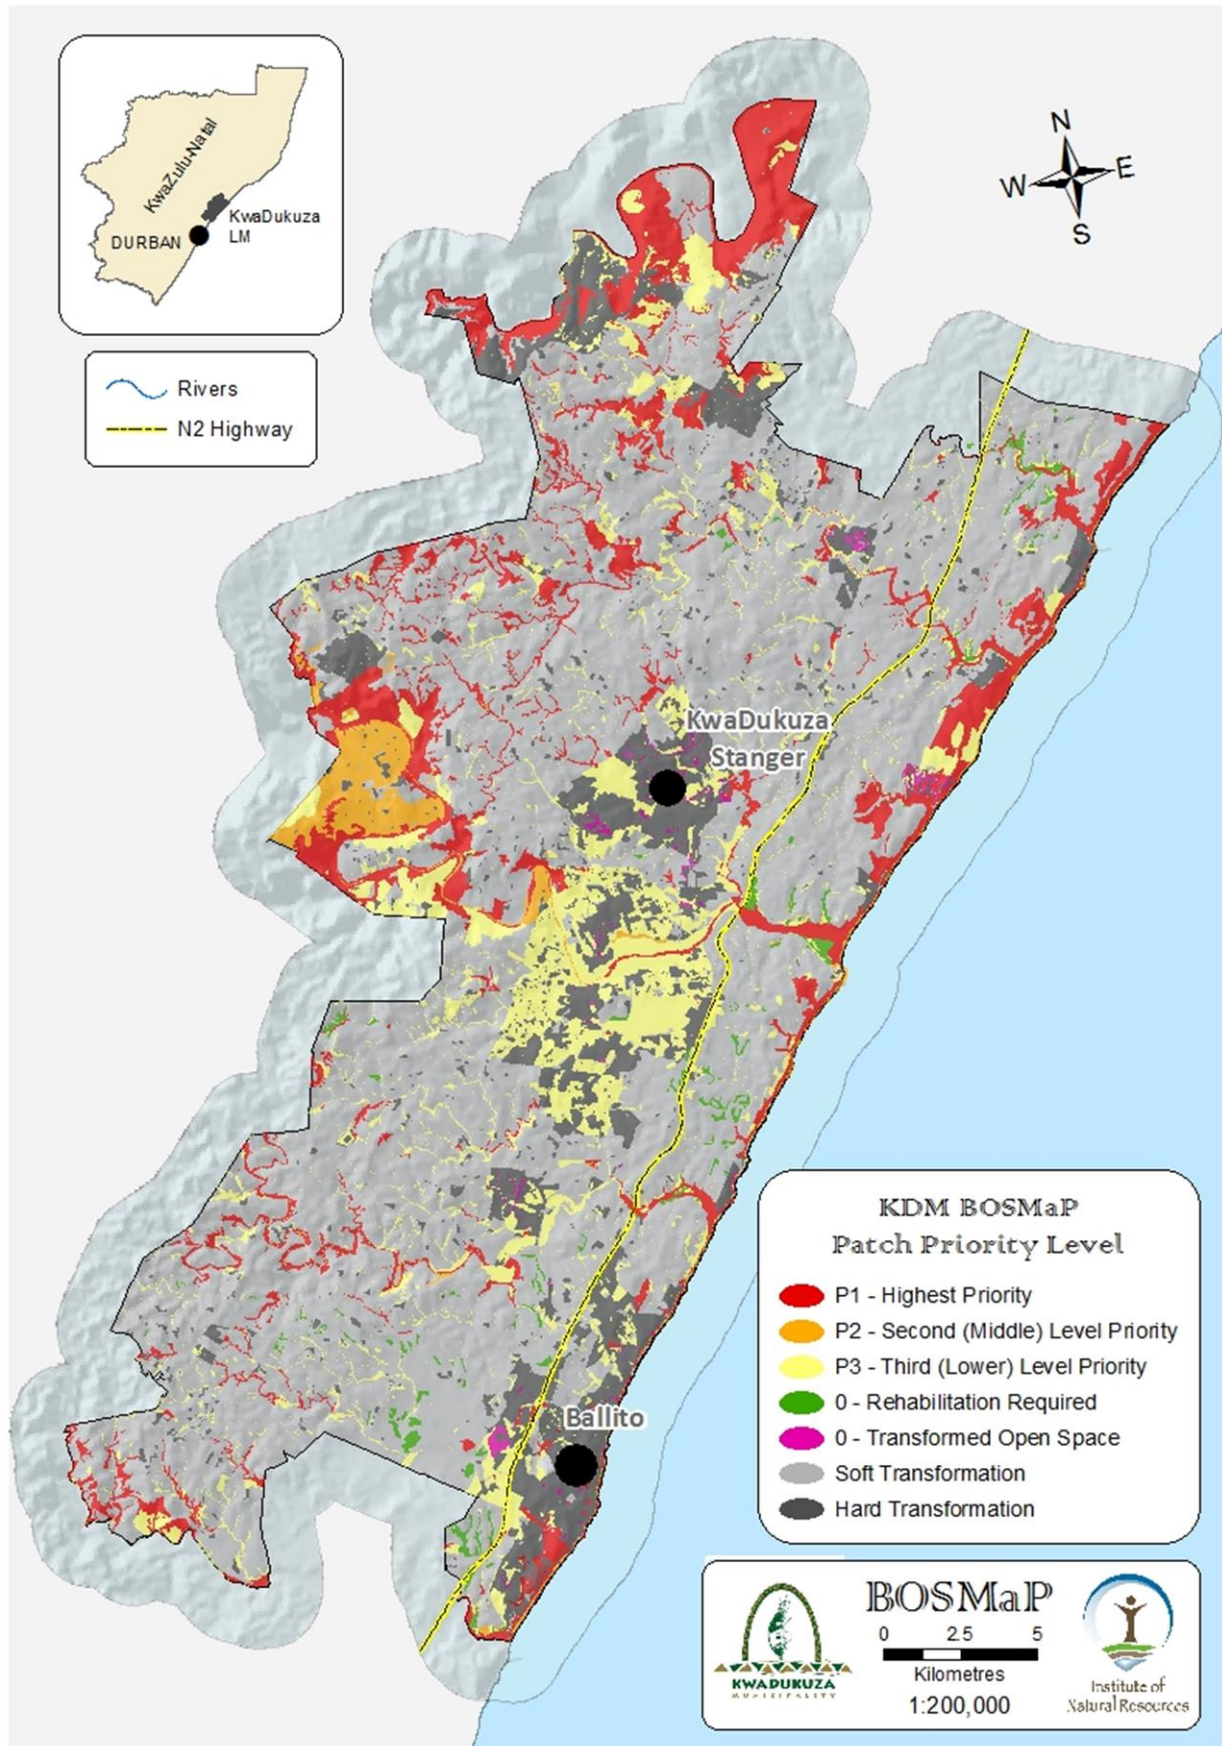 KwaZulu-Natal
KwaDukuza
LM
DURBAN
N
W
E
S
Rivers
N2 Highway
KwaDukuza
Stanger
Ballito
KDM BOSMaP
Patch Priority Level
P1 - Highest Priority
P2 - Second (Middle) Level Priority
P3 - Third (Lower) Level Priority
0 - Rehabilitation Required
0 - Transformed Open Space
Soft Transformation
Hard Transformation
KWADUKUZA
MUNICIPALITY
BOSMaP
0 2.5 5
Kilometres
1:200,000
Institute of
Natural Resources